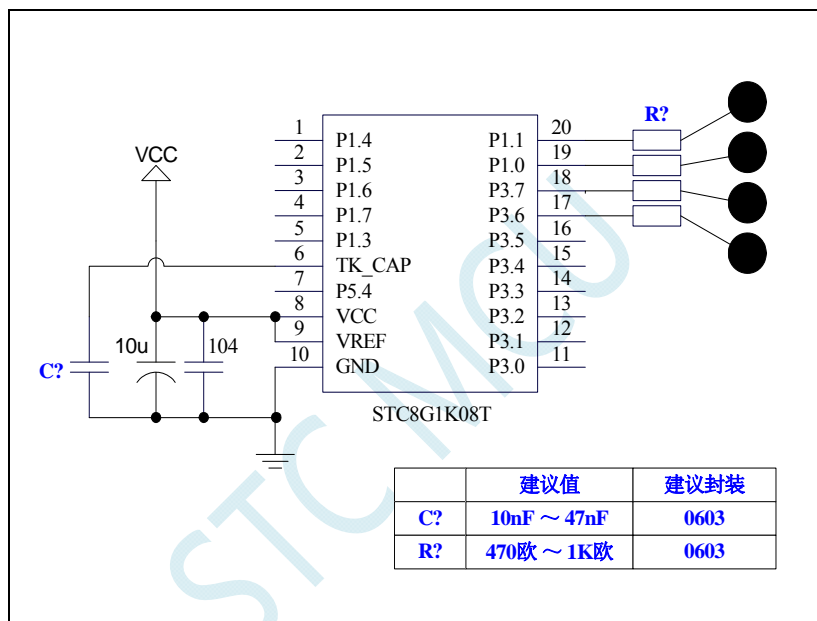 R?
VCC
1 P1.4 P1.1 20
2 P1.5 P1.0 19
3 P1.6 P3.7 18
4 P1.7 P3.6 17
5 P1.3 P3.5 16
6 TK_CAP P3.4 15
7 P5.4 P3.3 14
8 VCC P3.2 13
9 VREF P3.1 12
10 GND P3.0 11
C? 10u 104
STC8G1K08T
STC MCU
建议值 建议封装
C? 10nF ~ 47nF 0603
R? 470欧 ~ 1K欧 0603